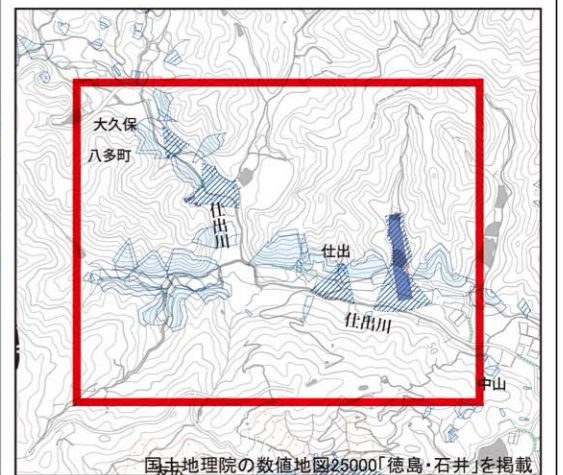 大久保
八多町
仕出川
仕出
仕出川
中山
国土地理院の数値地図25000「徳島・石井」を掲載